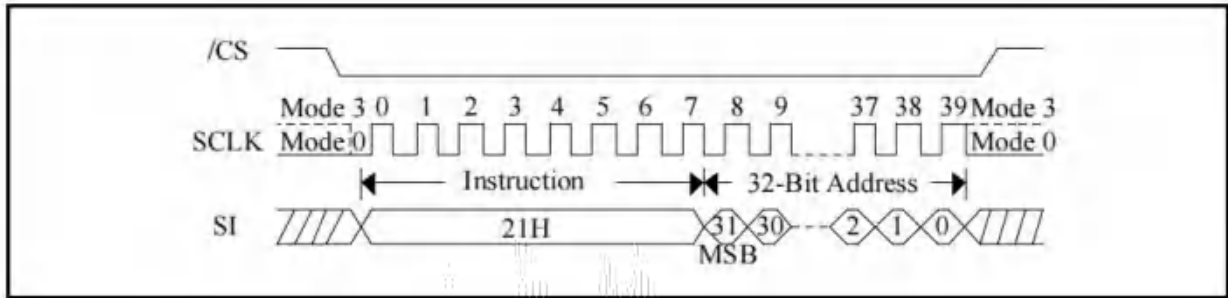 /CS
Mode 3 0 1 2 3 4 5 6 7 8 9 37 38 39 Mode 3
SCLK Mode 0 Mode 0
Instruction 32-Bit Address
SI 21H 31 30 2 1 0
MSB